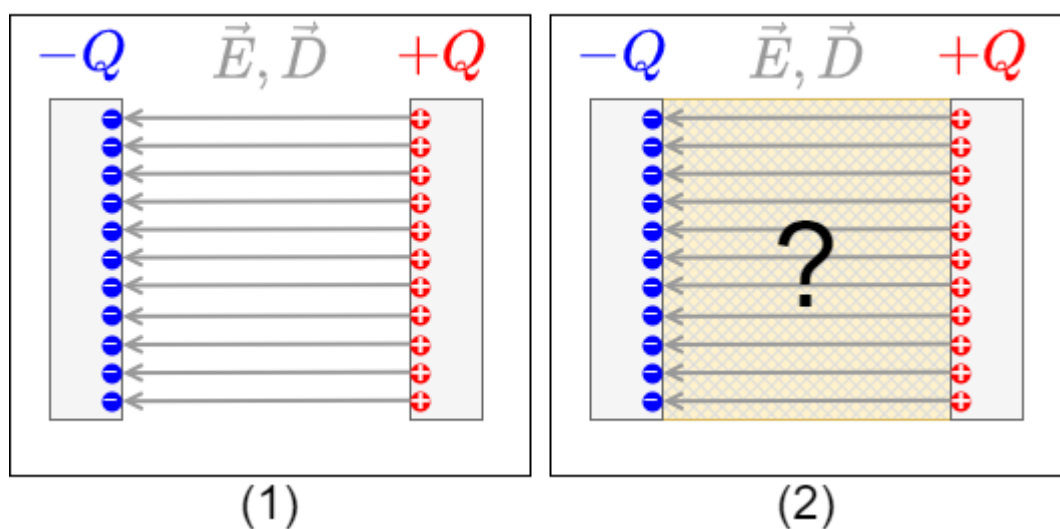 −Q E⃗, D⃗ +Q
−Q E⃗, D⃗ +Q
?
(1)
(2)